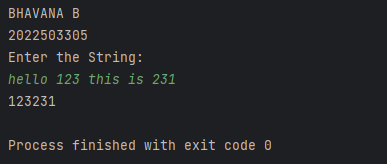 BHAVANA B
2022503305
Enter the String:
hello 123 this is 231
123231
Process finished with exit code 0